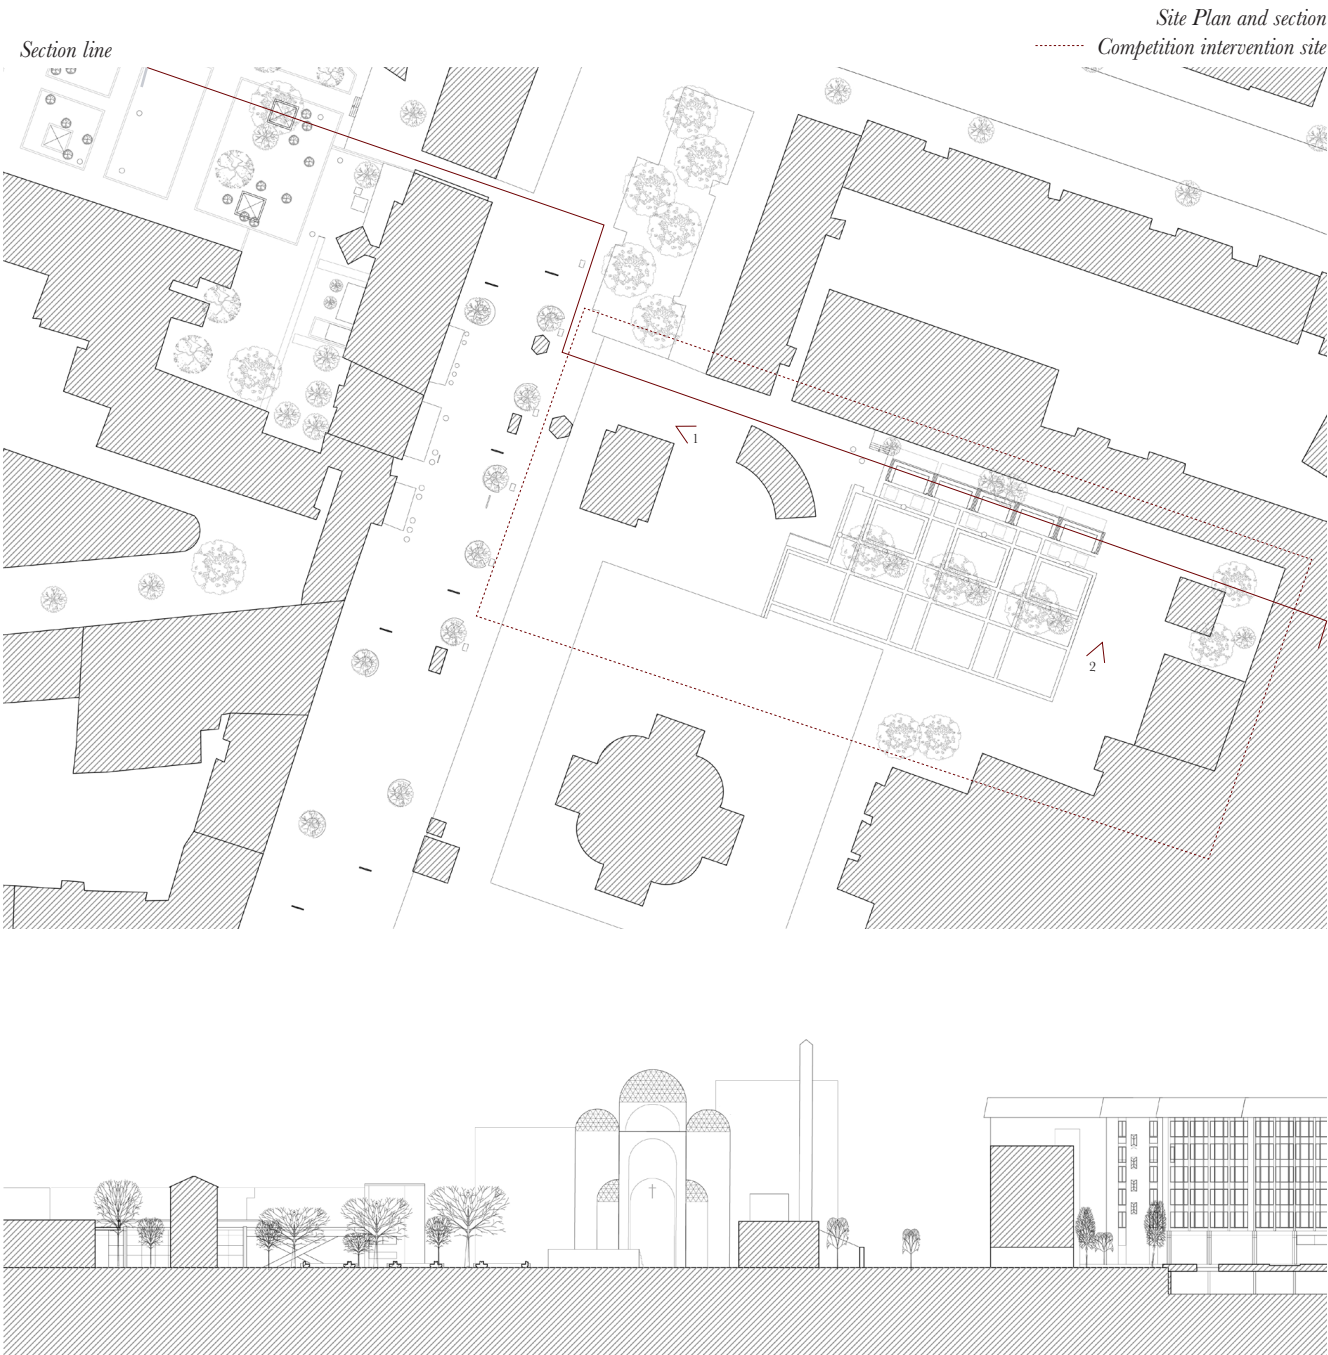 Site Plan and section
Section line
Competition intervention site
1
2